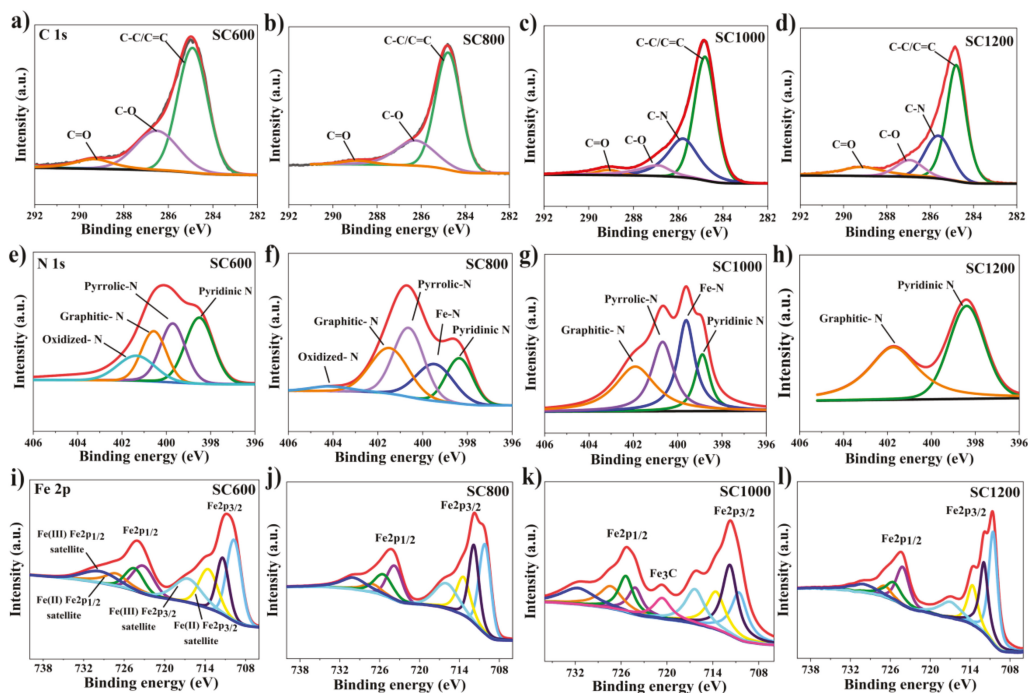 a)
C 1s
SC600
C-C/C=C
C-O
C=O
Intensity (a.u.)
292 290 288 286 284 282
Binding energy (eV)
b)
SC800
C-C/C=C
C-O
C=O
Intensity (a.u.)
292 290 288 286 284 282
Binding energy (eV)
c)
SC1000
C-C/C=C
C-N
C-O
C=O
Intensity (a.u.)
292 290 288 286 284 282
Binding energy (eV)
d)
SC1200
C-C/C=C
C-N
C-O
C=O
Intensity (a.u.)
292 290 288 286 284 282
Binding energy (eV)
e)
N 1s
SC600
Pyrrolic-N
Pyridinic N
Graphitic- N
Oxidized- N
Intensity (a.u.)
406 404 402 400 398 396
Binding energy (eV)
f)
SC800
Pyrrolic-N
Graphitic- N
Fe-N
Pyridinic N
Oxidized- N
Intensity (a.u.)
406 404 402 400 398 396
Binding energy (eV)
g)
SC1000
Fe-N
Pyrrolic-N
Graphitic- N
Pyridinic N
Intensity (a.u.)
406 404 402 400 398 396
Binding energy (eV)
h)
SC1200
Pyridinic N
Graphitic- N
Intensity (a.u.)
406 404 402 400 398 396
Binding energy (eV)
i)
Fe 2p
SC600
Fe2p3/2
Fe2p1/2
Fe(III) Fe2p1/2
satellite
Fe(II) Fe2p1/2
satellite
Fe(III) Fe2p3/2
satellite
Fe(II) Fe2p3/2
satellite
Intensity (a.u.)
738 732 726 720 714 708
Binding energy (eV)
j)
SC800
Fe2p3/2
Fe2p1/2
Intensity (a.u.)
738 732 726 720 714 708
Binding energy (eV)
k)
SC1000
Fe2p3/2
Fe2p1/2
Fe3C
Intensity (a.u.)
732 726 720 714 708
Binding energy (eV)
l)
SC1200
Fe2p3/2
Fe2p1/2
Intensity (a.u.)
738 732 726 720 714 708
Binding energy (eV)